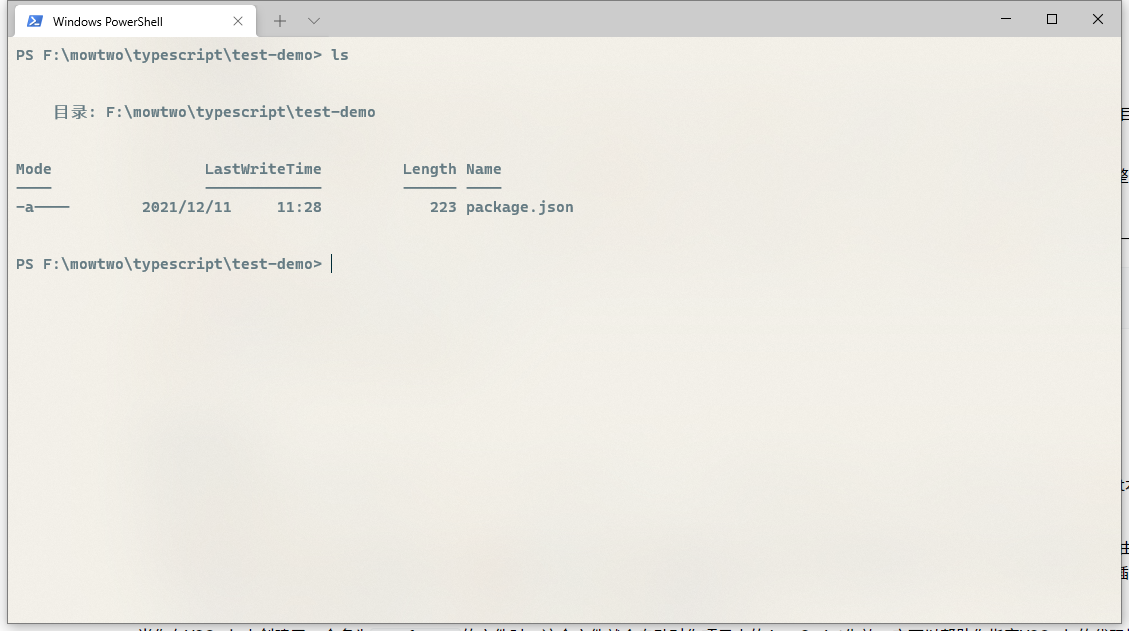 Windows PowerShell
PS F:\mowtwo\typescript\test-demo> ls
目录: F:\mowtwo\typescript\test-demo
Mode LastWriteTime Length Name
---- ------------- ------ ----
-a---- 2021/12/11 11:28 223 package.json
PS F:\mowtwo\typescript\test-demo>